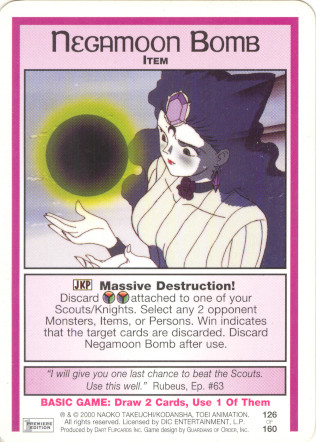 NEGAMOON BOMB
ITEM
JKP Massive Destruction!
Discard attached to one of your
Scouts/Knights. Select any 2 opponent
Monsters, Items, or Persons. Win indicates
that the target cards are discarded. Discard
Negamoon Bomb after use.
"I will give you one last chance to beat the Scouts.
Use this well." Rubeus, Ep. #63
BASIC GAME: Draw 2 Cards, Use 1 Of Them
PREMIERE
EDITION
® & © 2000 NAOKO TAKEUCHI/KODANSHA, TOEI ANIMATION.
All rights reserved. Licensed by DIC ENTERTAINMENT, L.P.
Produced by DART FLIPCARDS INC. Game design by GUARDIANS OF ORDER, INC.
126
OF
160